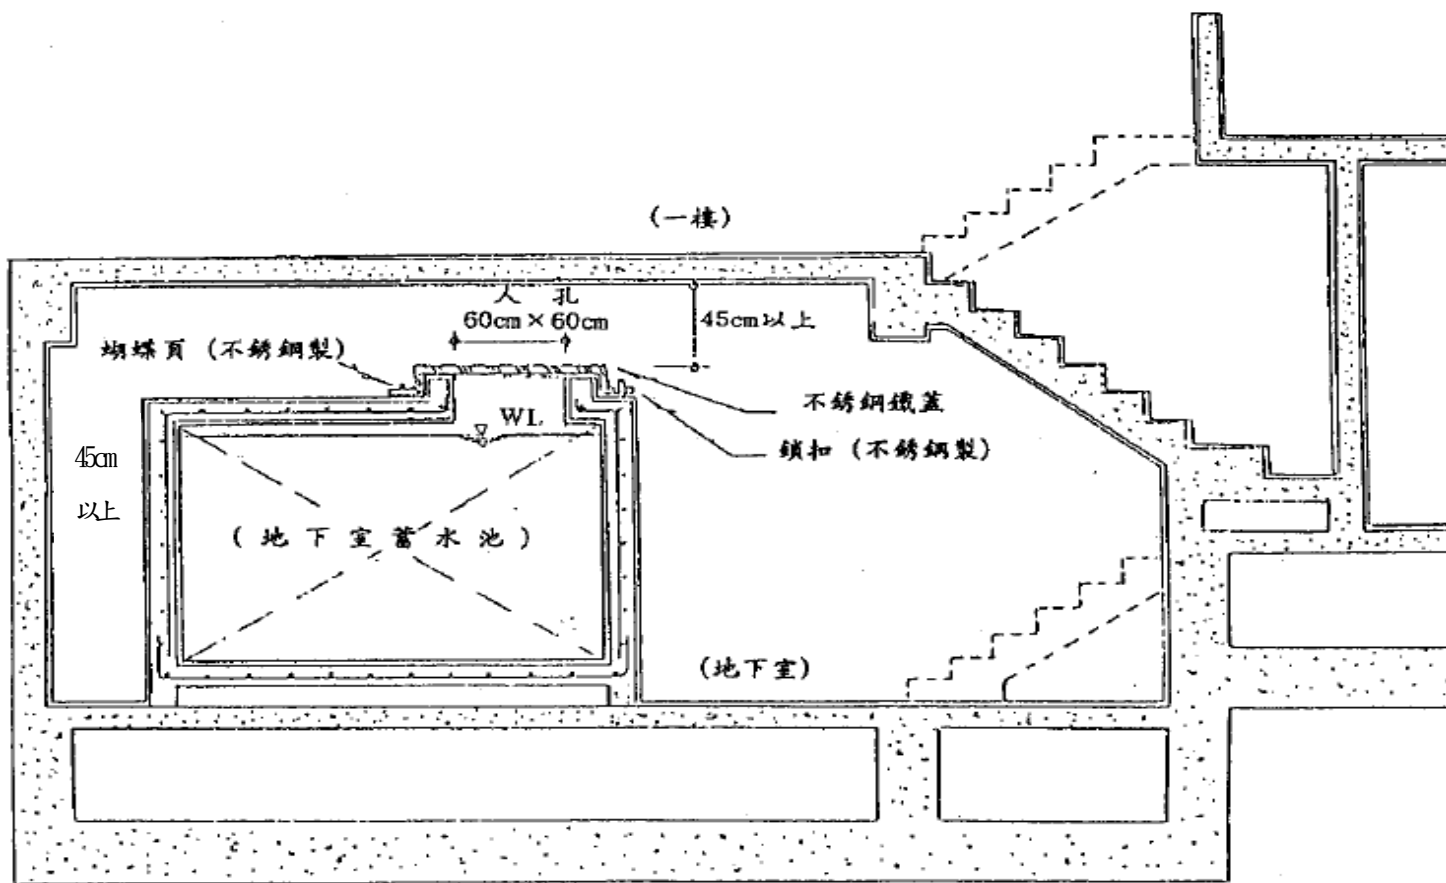 (一樓)
人 孔
60cm×60cm
45cm以上
蝴蝶頁(不銹鋼製)
不銹鋼鐵蓋
WL
鎖扣(不銹鋼製)
45cm
以上
(地下室蓄水池)
(地下室)